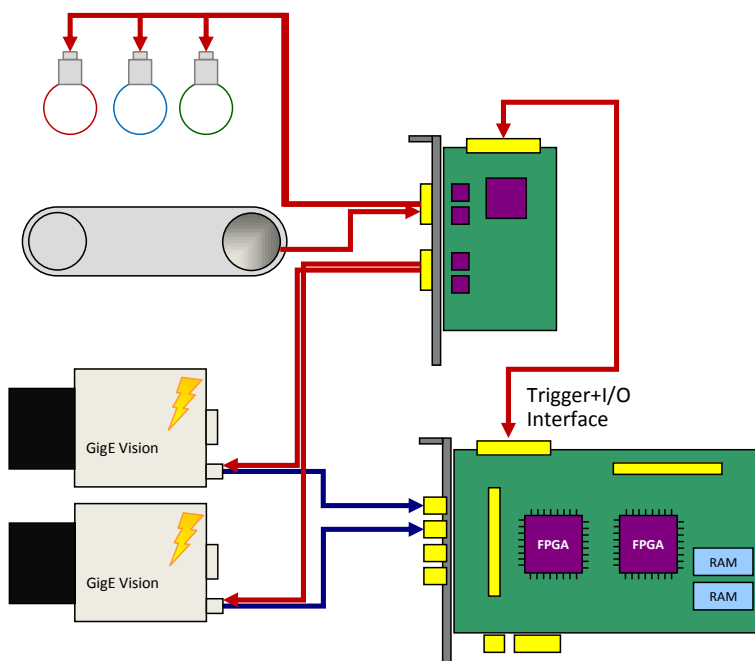 Trigger+I/O
Interface
GigE Vision
GigE Vision
FPGA
FPGA
RAM
RAM